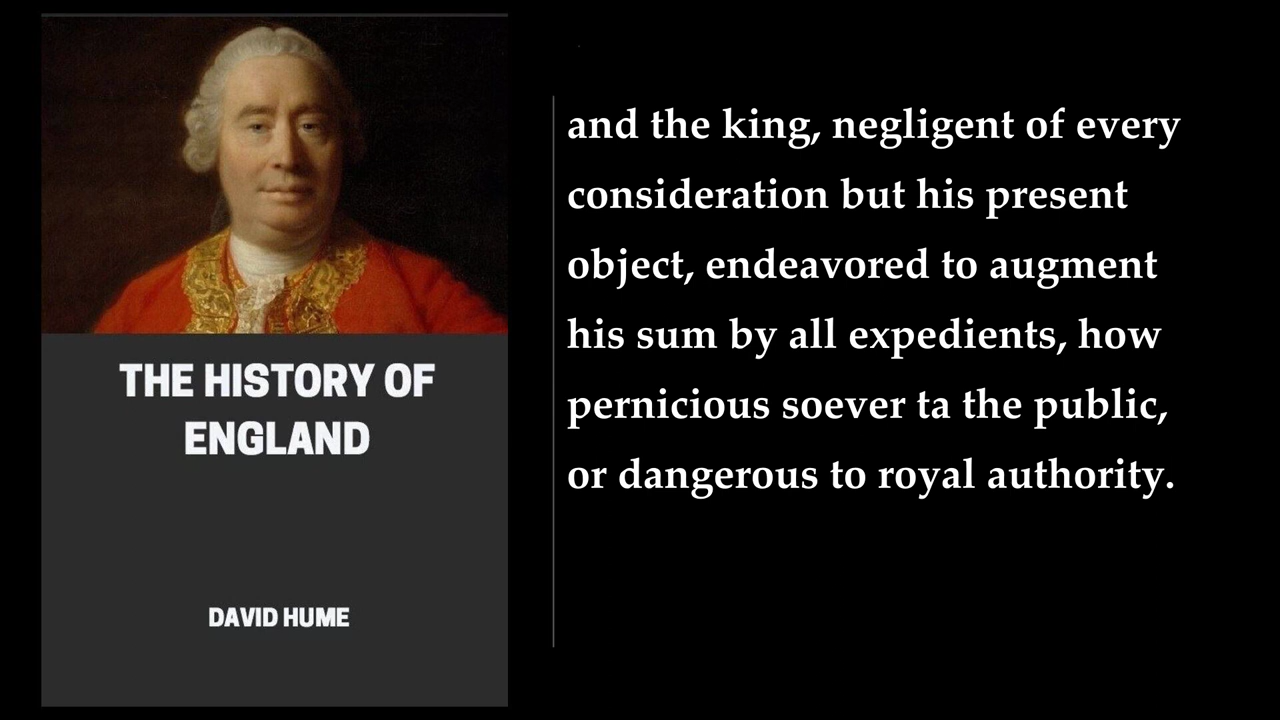 THE HISTORY OF
ENGLAND
DAVID HUME
and the king, negligent of every
consideration but his present
object, endeavored to augment
his sum by all expedients, how
pernicious soever ta the public,
or dangerous to royal authority.